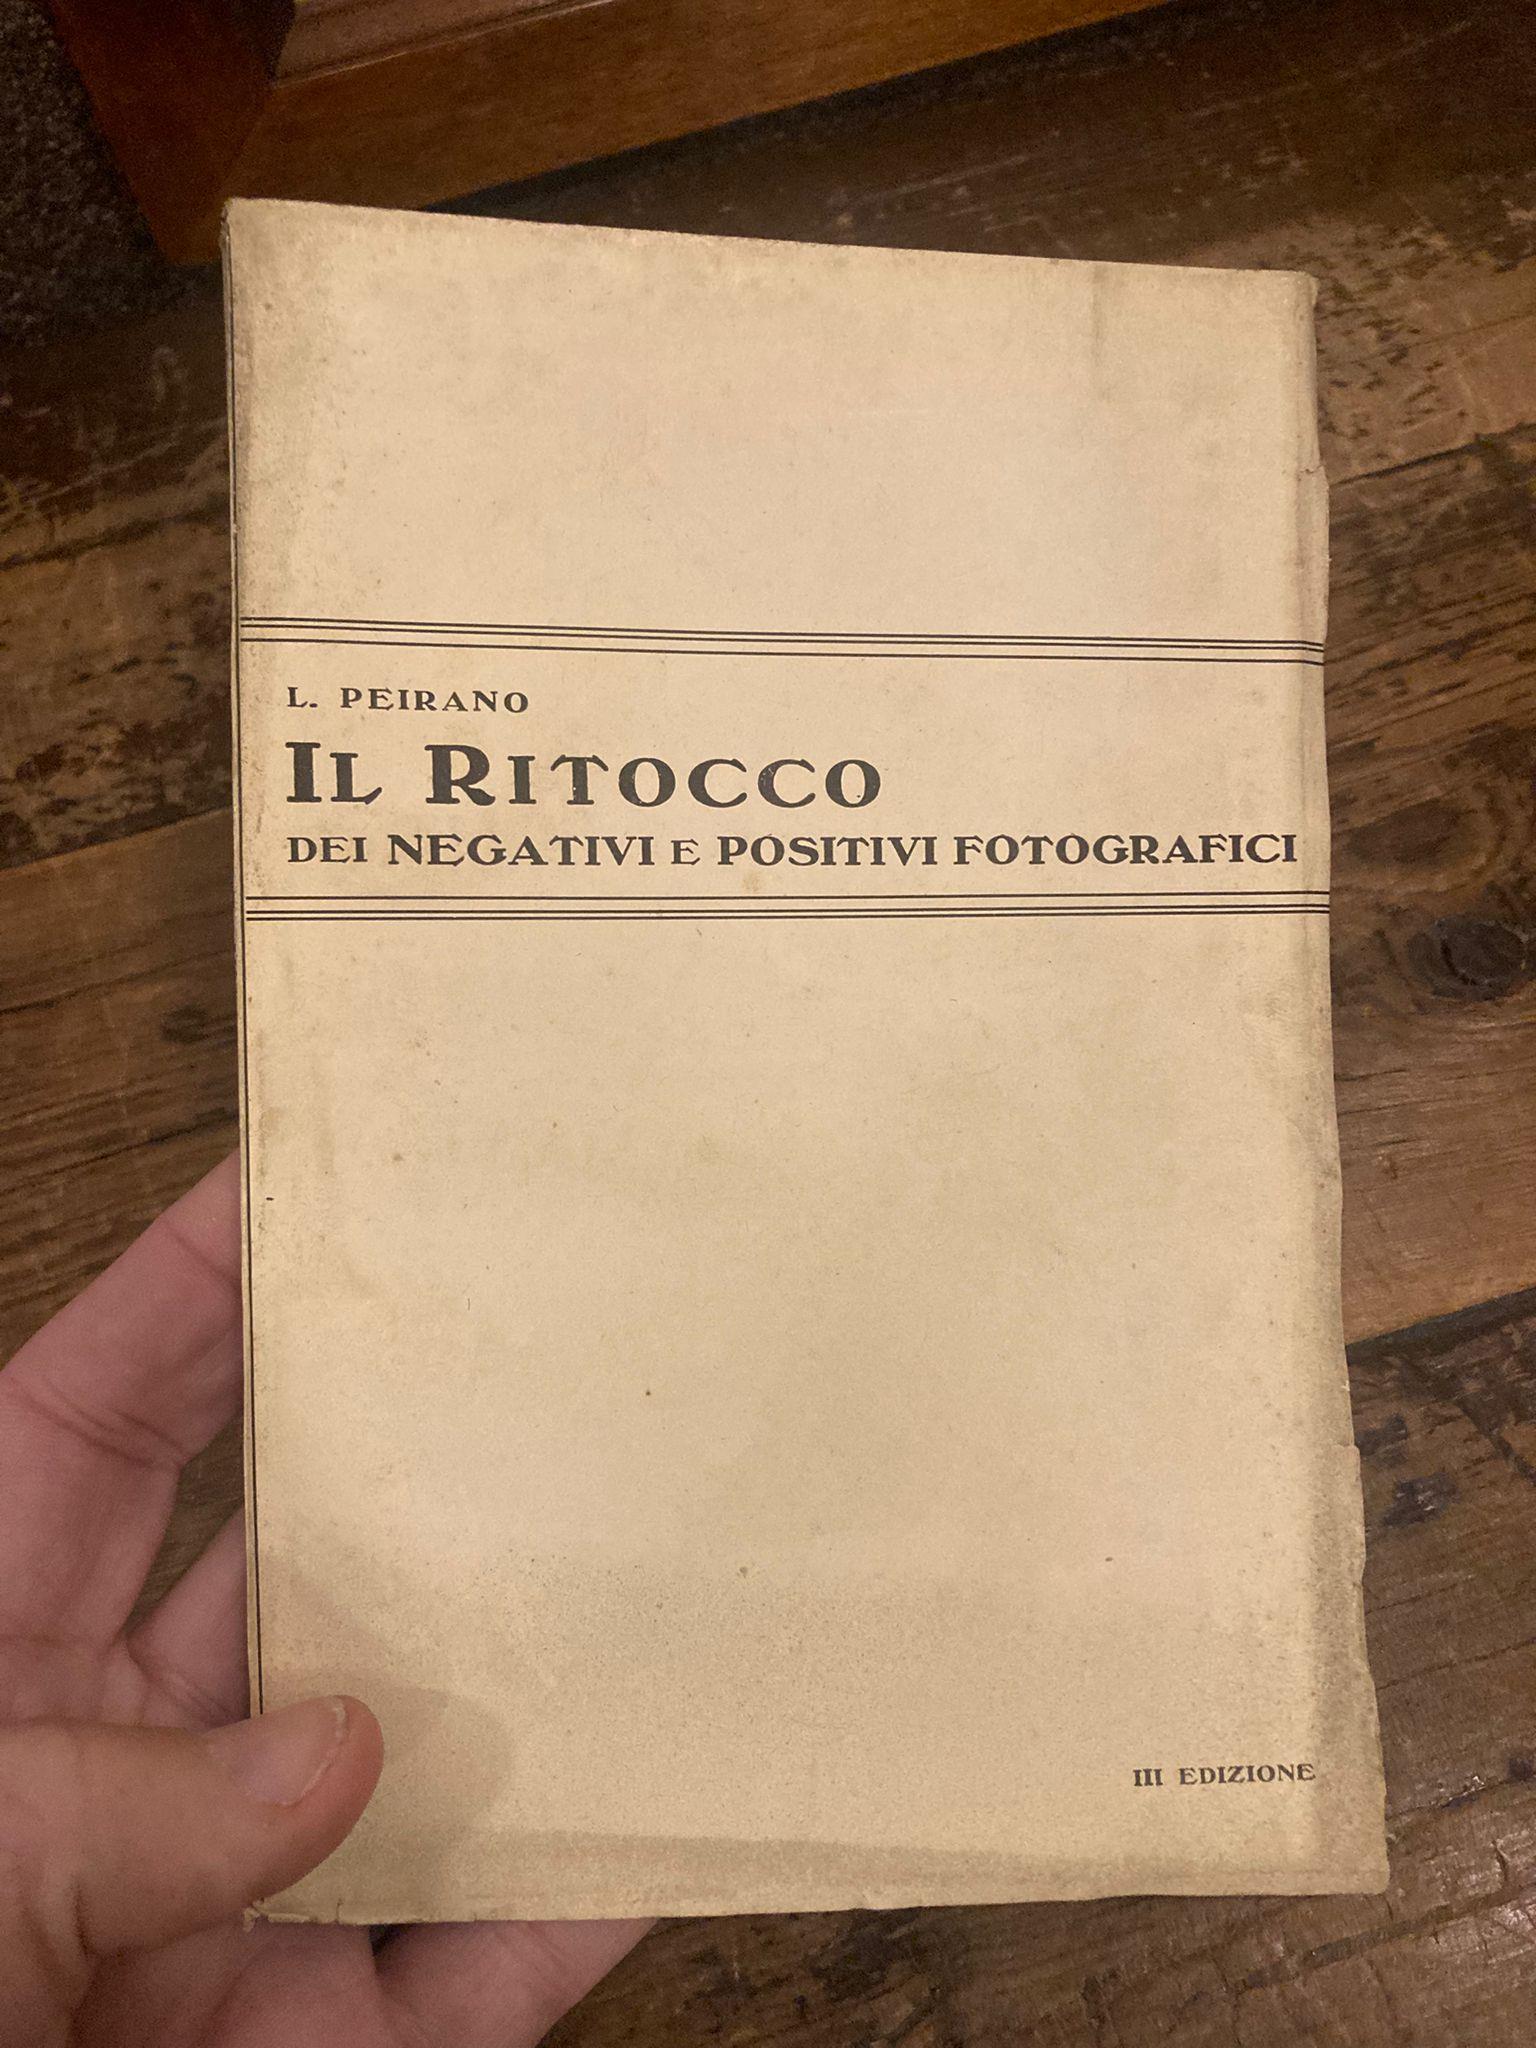 L. PEIRANO
IL RITOCCO
DEI NEGATIVI E POSITIVI FOTOGRAFICI
III EDIZIONE